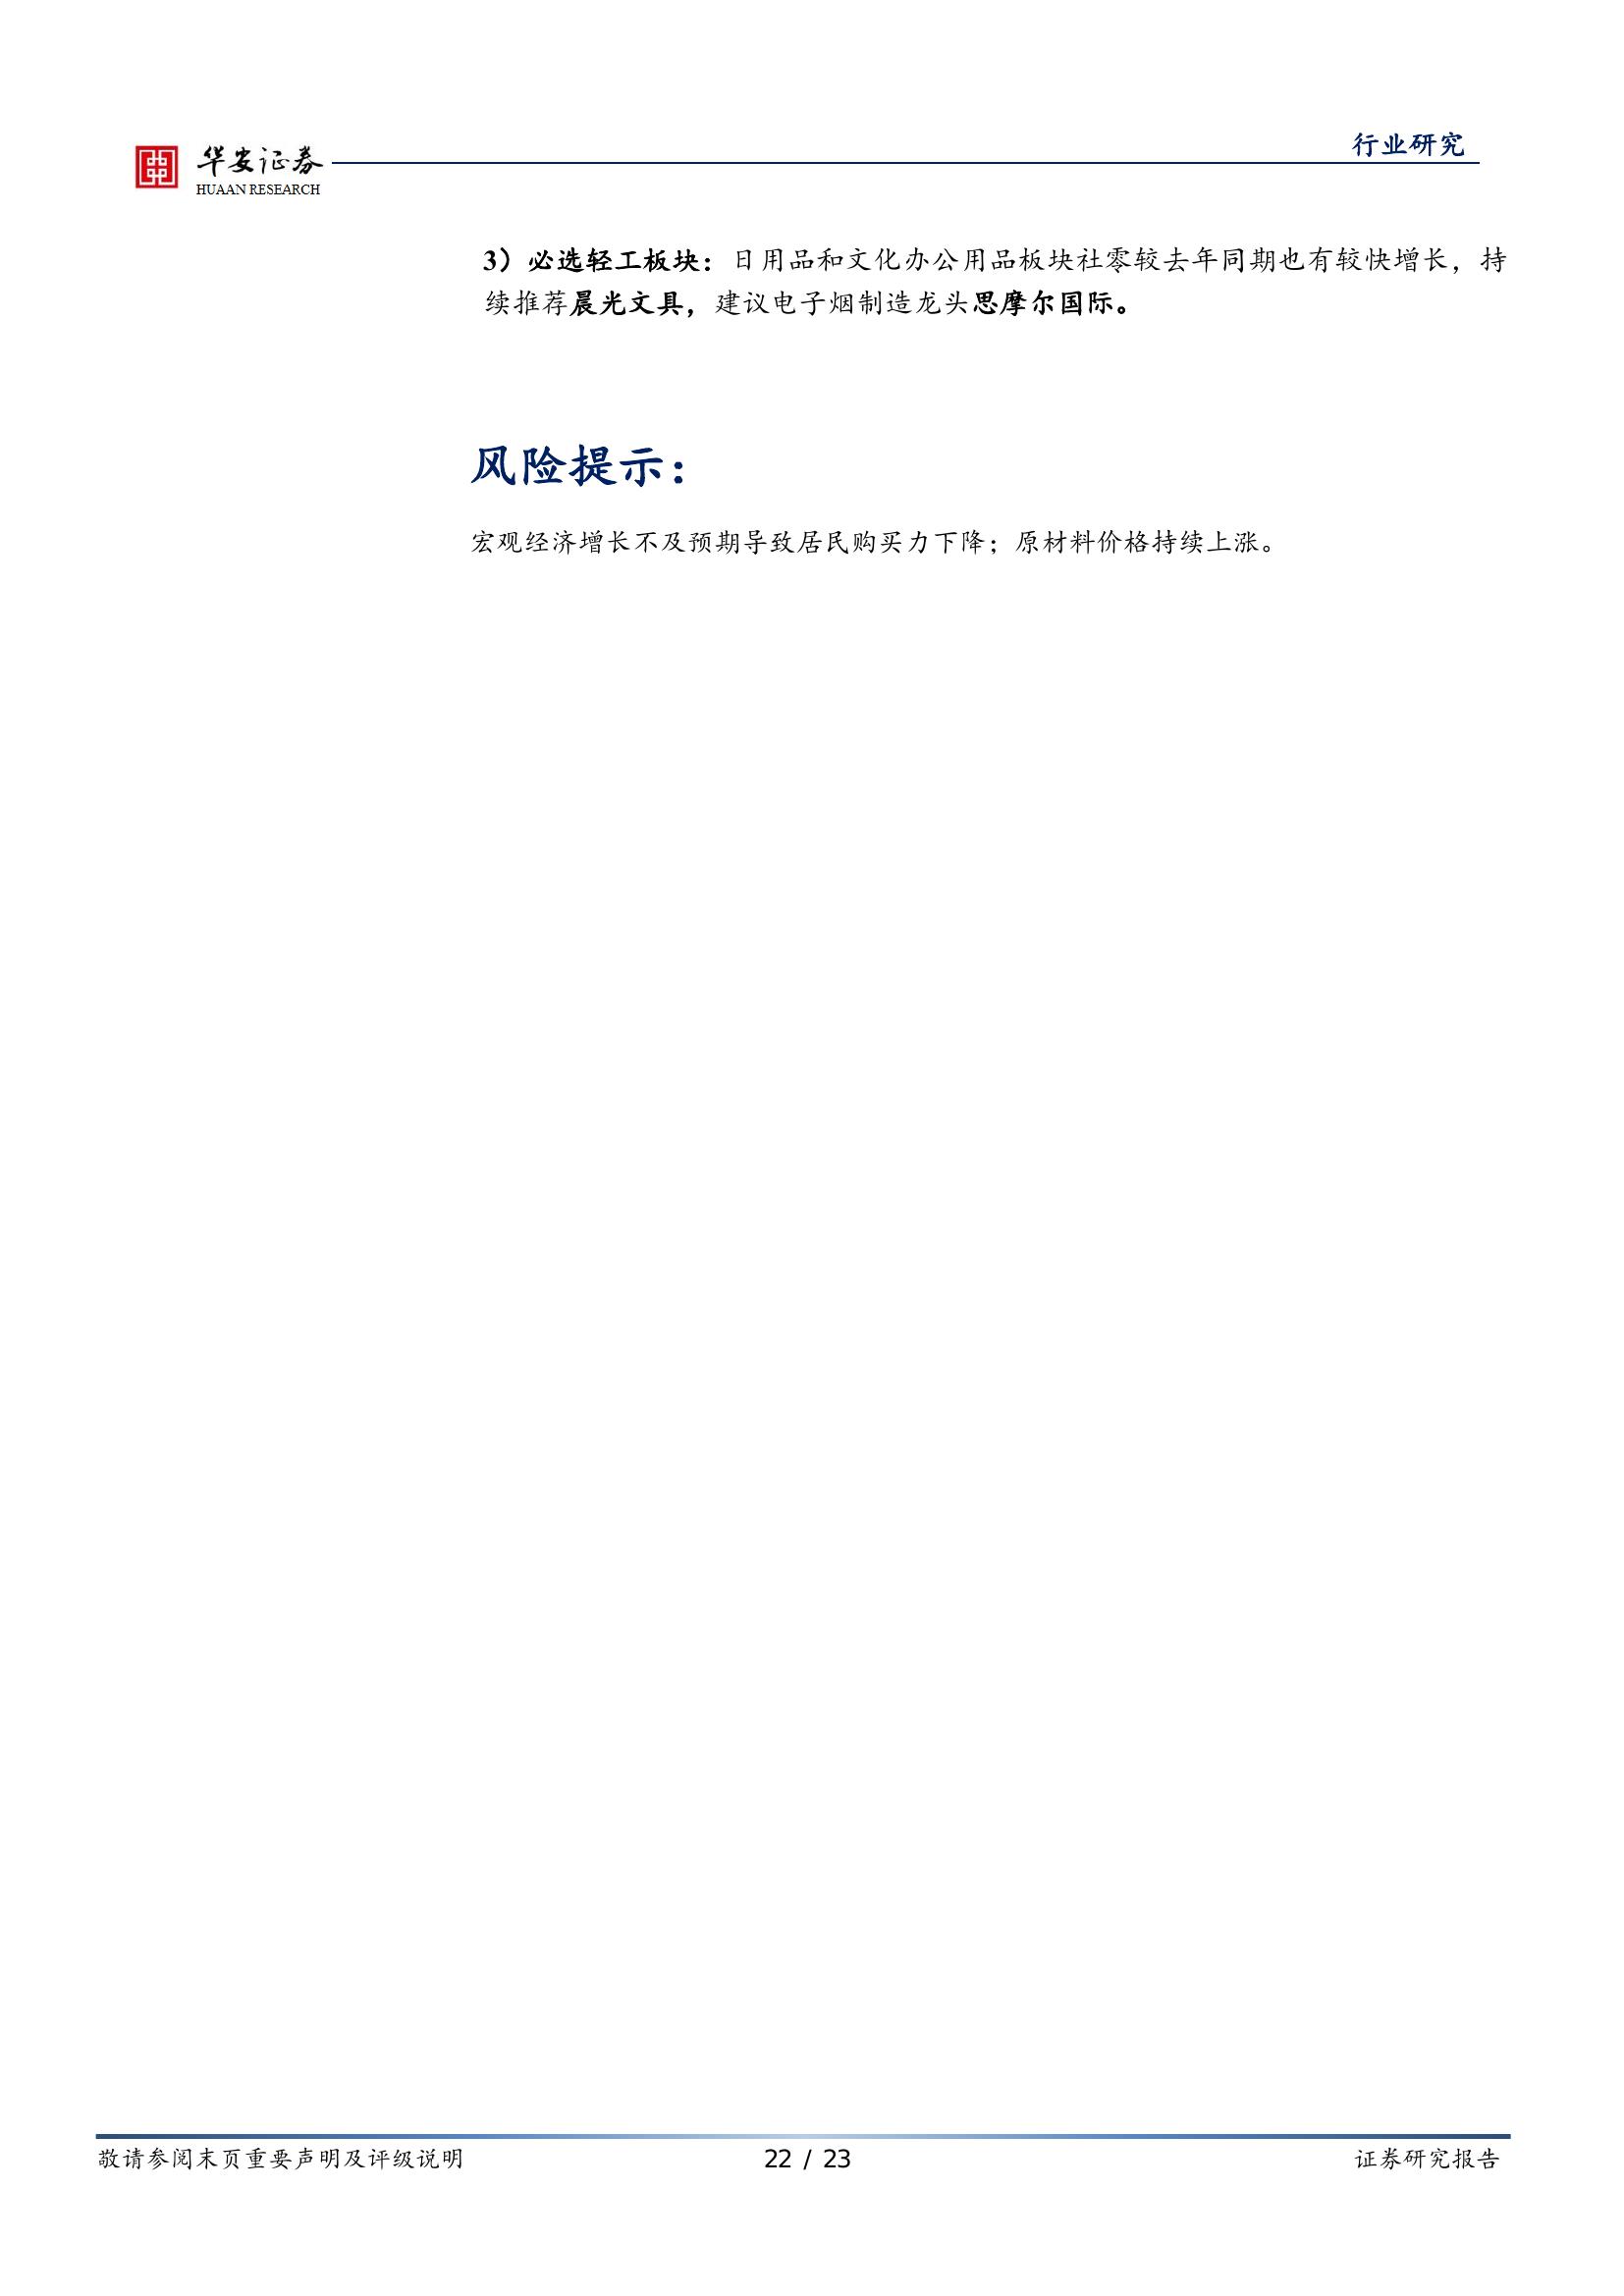 华安证券
HUAAN RESEARCH
行业研究
3）必选轻工板块：日用品和文化办公用品板块社零较去年同期也有较快增长，持
续推荐晨光文具，建议电子烟制造龙头思摩尔国际。
风险提示：
宏观经济增长不及预期导致居民购买力下降；原材料价格持续上涨。
敬请参阅末页重要声明及评级说明
22 / 23
证券研究报告